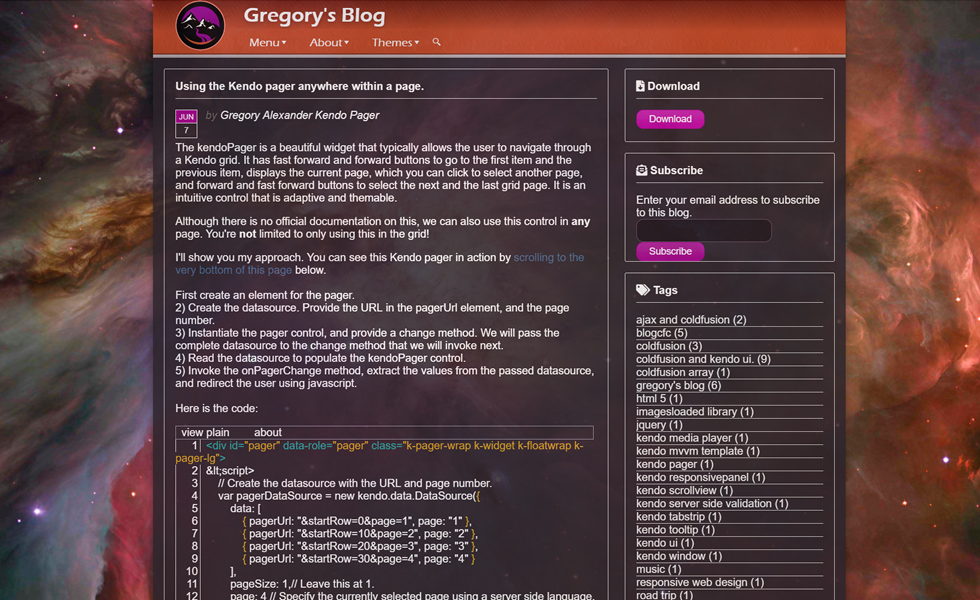 Gregory's Blog
Menu
About
Themes
Using the Kendo pager anywhere within a page.
JUN
7
by Gregory Alexander Kendo Pager
The kendoPager is a beautiful widget that typically allows the user to navigate through
a Kendo grid. It has fast forward and forward buttons to go to the first item and the
previous item, displays the current page, which you can click to select another page,
and forward and fast forward buttons to select the next and the last grid page. It is an
intuitive control that is adaptive and themable.
Although there is no official documentation on this, we can also use this control in any
page. You're not limited to only using this in the grid!
I'll show you my approach. You can see this Kendo pager in action by scrolling to the
very bottom of this page below.
First create an element for the pager.
2) Create the datasource. Provide the URL in the pagerUrl element, and the page
number.
3) Instantiate the pager control, and provide a change method. We will pass the
complete datasource to the change method that we will invoke next.
4) Read the datasource to populate the kendoPager control.
5) Invoke the onPagerChange method, extract the values from the passed datasource,
and redirect the user using javascript.
Here is the code:
view plain about
1 <div id="pager" data-role="pager" class="k-pager-wrap k-widget k-floatwrap k-
pager-lg">
2 &lt;script>
3 // Create the datasource with the URL and page number.
4 var pagerDataSource = new kendo.data.DataSource({
5 data: [
6 { pagerUrl: "&startRow=0&page=1", page: "1" },
7 { pagerUrl: "&startRow=10&page=2", page: "2" },
8 { pagerUrl: "&startRow=20&page=3", page: "3" },
9 { pagerUrl: "&startRow=30&page=4", page: "4" }
10 ],
11 pageSize: 1,// Leave this at 1.
12 page: 4 // Specify the currently selected page using a server side language.
Download
Download
Subscribe
Enter your email address to subscribe
to this blog.
Subscribe
Tags
ajax and coldfusion (2)
blogcfc (5)
coldfusion (3)
coldfusion and kendo ui. (9)
coldfusion array (1)
gregory's blog (6)
html 5 (1)
imagesloaded library (1)
jquery (1)
kendo media player (1)
kendo mvvm template (1)
kendo pager (1)
kendo responsivepanel (1)
kendo scrollview (1)
kendo server side validation (1)
kendo tabstrip (1)
kendo tooltip (1)
kendo ui (1)
kendo window (1)
music (1)
responsive web design (1)
road trip (1)